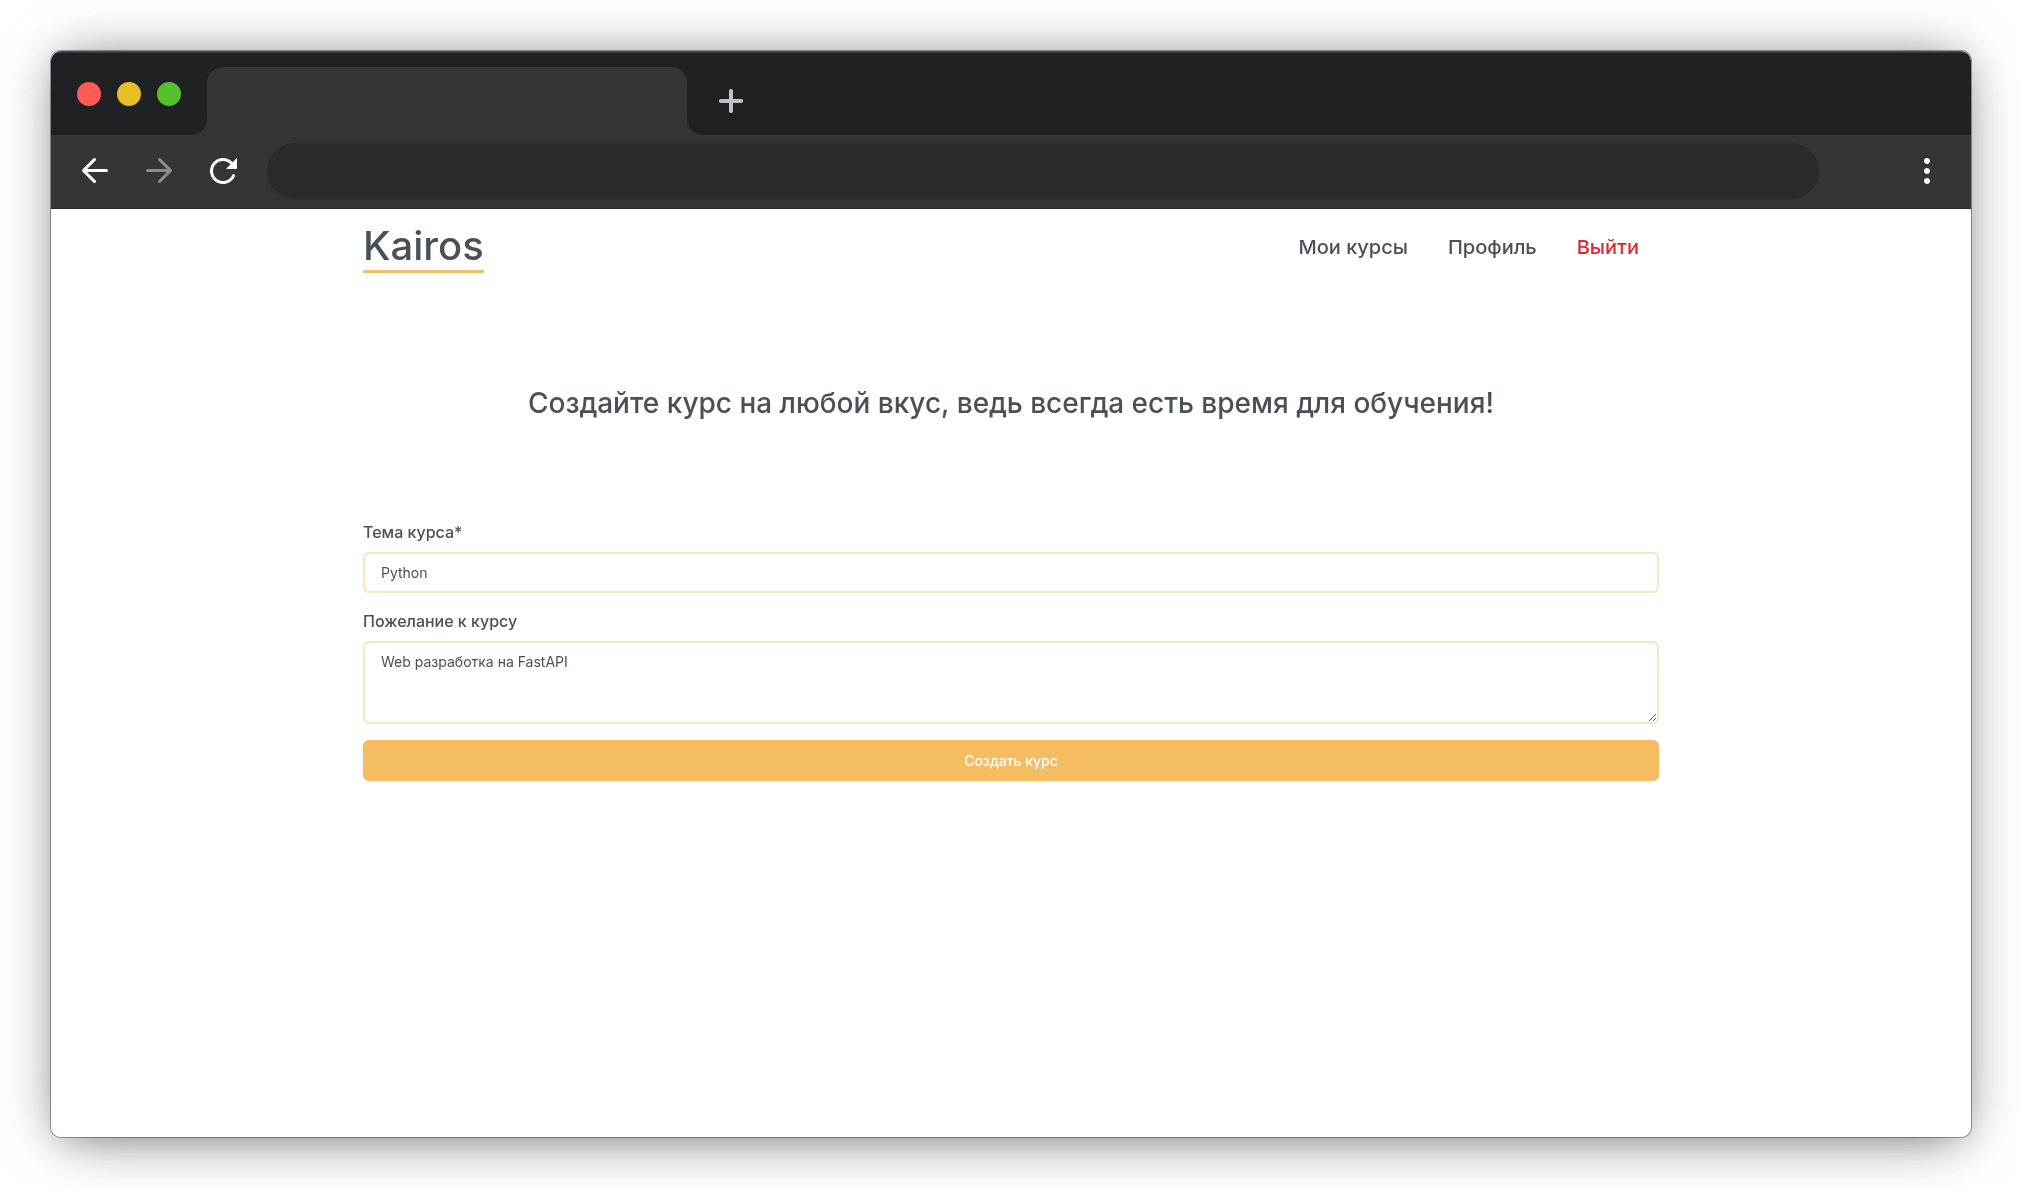 Kairos
Мои курсы Профиль Выйти
Создайте курс на любой вкус, ведь всегда есть время для обучения!
Тема курса*
Python
Пожелание к курсу
Web разработка на FastAPI
Создать курс